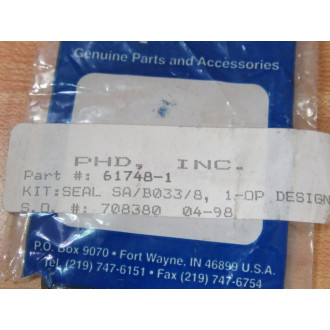 Genuine Parts and Accessories
PHD, INC.
Part #: 61748-1
KIT:SEAL SA/B033/8, 1-OP DESIGN
S.O. #: 708380 04-98
P.O. Box 9070 • Fort Wayne, IN 46899 U.S.A.
Tel (219) 747-6151 • Fax (219) 747-6754